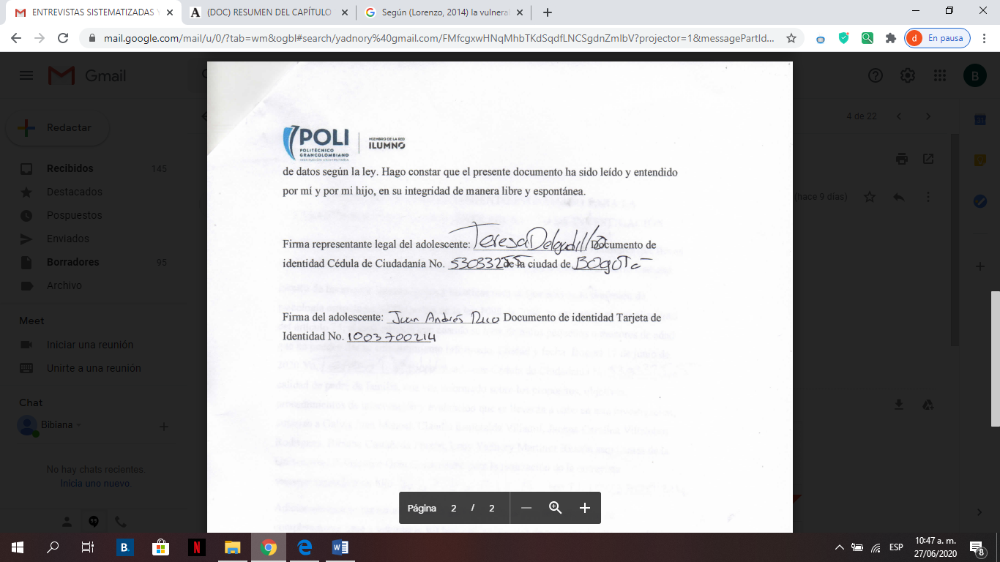 ENTREVISTAS SISTEMATIZADAS Y
(DOC) RESUMEN DEL CAPÍTULO
Según (Lorenzo, 2014) la vulneral
mail.google.com/mail/u/0/?tab=wm&ogbl#search/yadnory%40gmail.com/FMfcgxwHNqMhbTKdSqdfLNCSgdnZmlbV?projector=1&messagePartId...
d En pausa
Gmail
B
Redactar
4 de 22
Recibidos 145
Destacados
Pospuestos
Enviados
Borradores 95
Archivo
(hace 9 días)
Meet
Iniciar una reunión
Unirte a una reunión
Chat
Bibiana
No hay chats recientes.
Inicia uno nuevo.
POLI
POLITÉCNICO
GRANCOLOMBIANO
INSTITUCIÓN UNIVERSITARIA
MIEMBRO DE LA RED
ILUMNO
de datos según la ley. Hago constar que el presente documento ha sido leído y entendido
por mí y por mi hijo, en su integridad de manera libre y espontánea.
Firma representante legal del adolescente: Teresa Delgadillo Documento de
identidad Cédula de Ciudadanía No. de la ciudad de Bogotá
Firma del adolescente: Juan Andrés Documento de identidad Tarjeta de
Identidad No. 1003700214
Página 2 / 2
B.
N
ESP
10:47 a. m.
27/06/2020
8